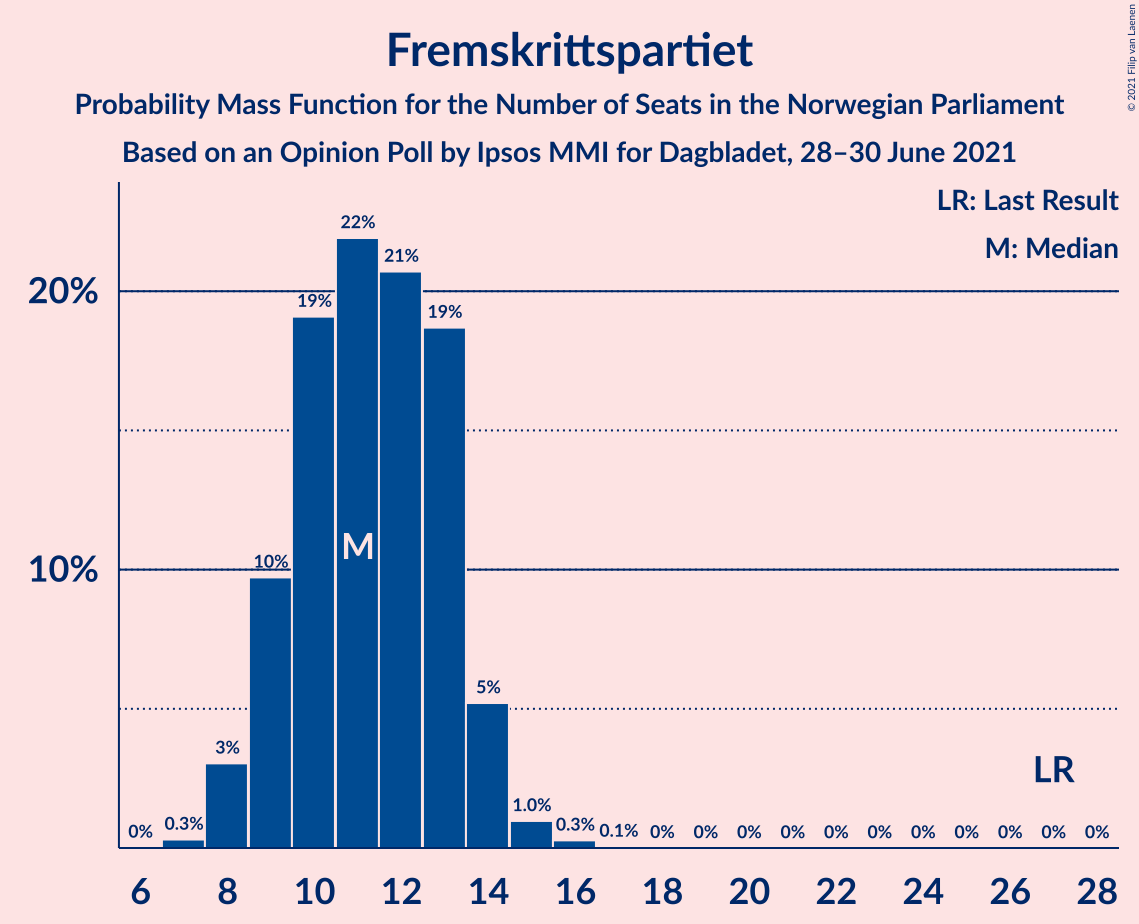 Fremskrittspartiet
Probability Mass Function for the Number of Seats in the Norwegian Parliament
Based on an Opinion Poll by Ipsos MMI for Dagbladet, 28–30 June 2021
© 2021 Filip van Laenen
LR: Last Result
M: Median
20%
10%
0% 0.3% 3% 10% 19% 22% 21% 19% 5% 1.0% 0.3% 0.1% 0% 0% 0% 0% 0% 0% 0% 0% 0% 0% 0%
M
LR
6 8 10 12 14 16 18 20 22 24 26 28